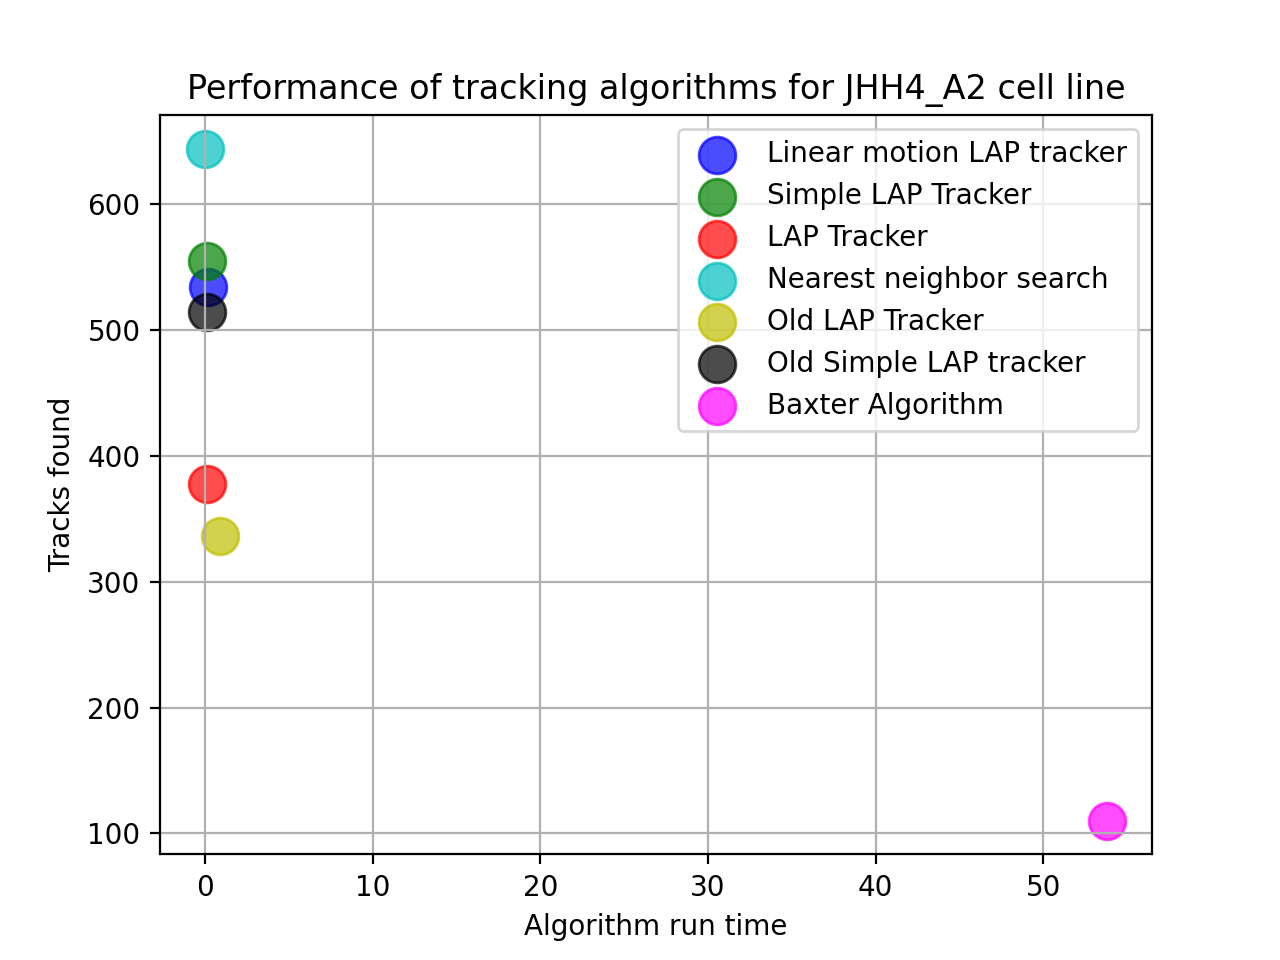 Performance of tracking algorithms for JHH4_A2 cell line
Linear motion LAP tracker
Simple LAP Tracker
LAP Tracker
Nearest neighbor search
Old LAP Tracker
Old Simple LAP tracker
Baxter Algorithm
600
500
400
300
200
100
Tracks found
0 10 20 30 40 50
Algorithm run time